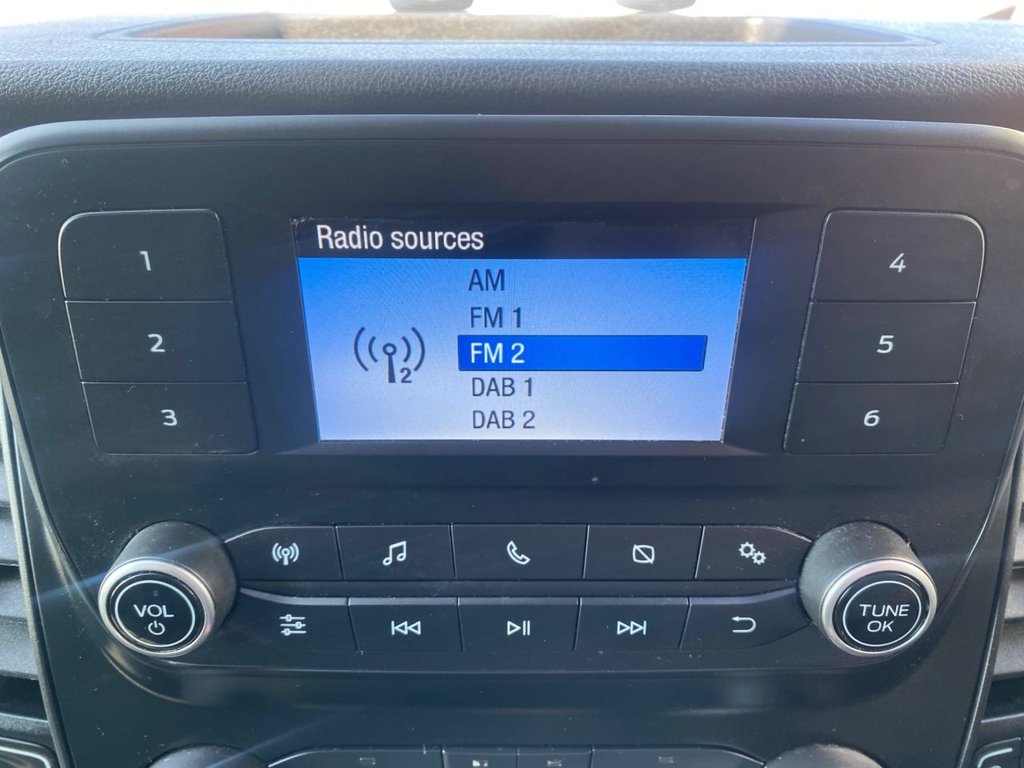 Radio sources
AM
FM 1
FM 2
DAB 1
DAB 2
2
1
2
3
4
5
6
VOL
TUNE
OK